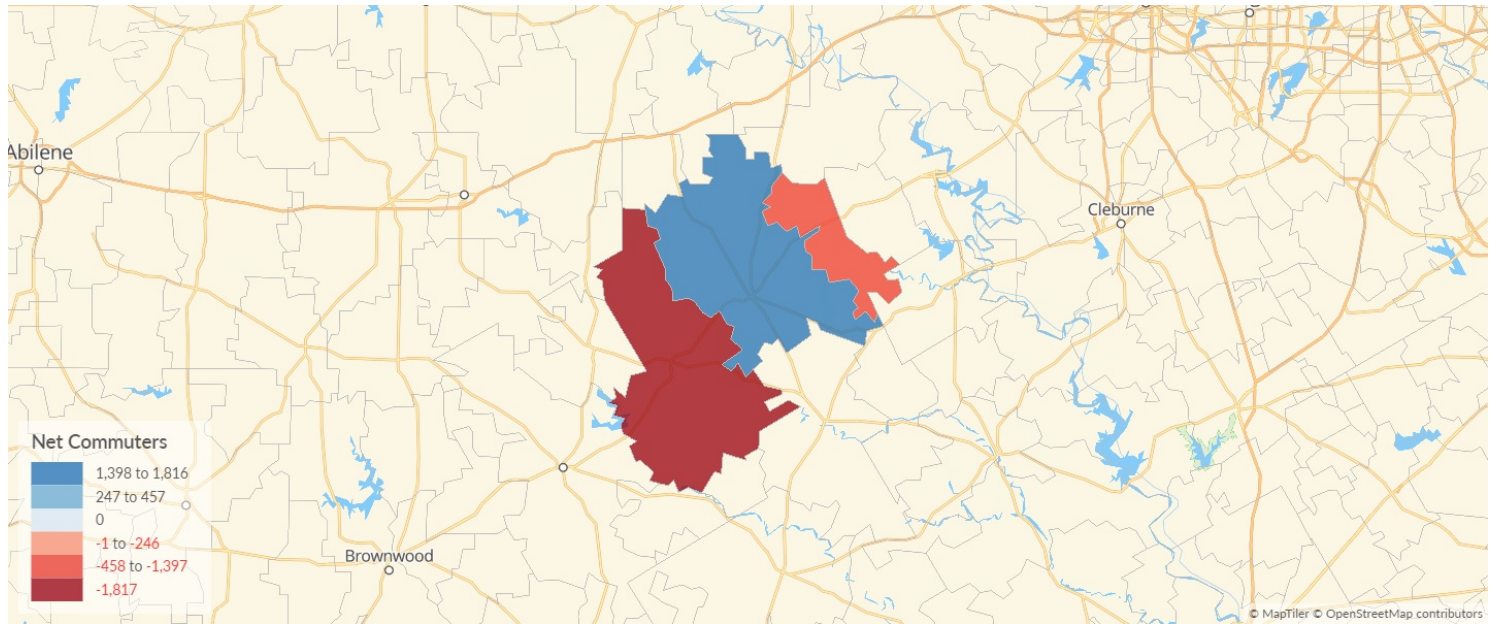 Abilene
Cleburne
Net Commuters
1,398 to 1,816
247 to 457
0
-1 to -246
-458 to -1,397
-1,817
Brownwood
© MapTiler © OpenStreetMap contributors